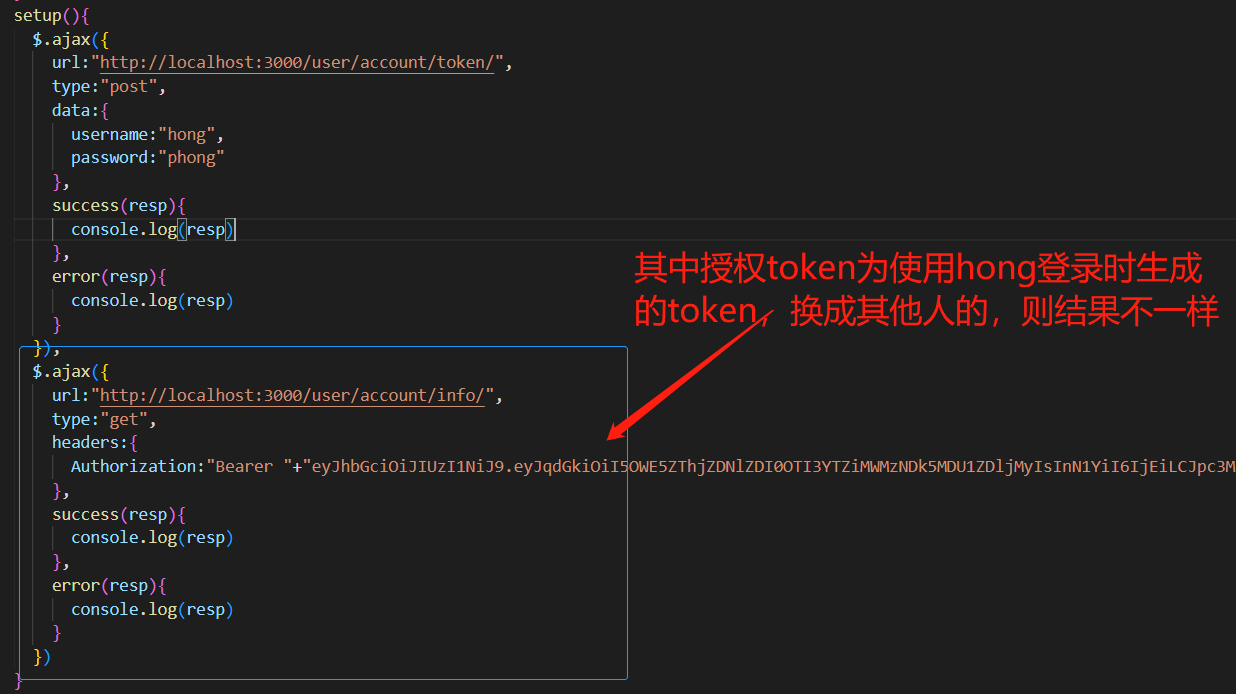 setup(){
$.ajax({
url:"http://localhost:3000/user/account/token/",
type:"post",
data:{
username:"hong",
password:"phong"
},
success(resp){
console.log(resp)
},
error(resp){
console.log(resp)
}
}),
其中授权token为使用hong登录时生成
的token，换成其他人的，则结果不一样
$.ajax({
url:"http://localhost:3000/user/account/info/",
type:"get",
headers:{
Authorization:"Bearer "+"eyJhbGciOiJIUzI1NiJ9.eyJqdGkiOiI5OWE5ZThjZDNlZDI0OTI3YTZiMWMzNDk5MDU1ZDljMyIsInN1YiI6IjEiLCJpc3M
},
success(resp){
console.log(resp)
},
error(resp){
console.log(resp)
}
})
}